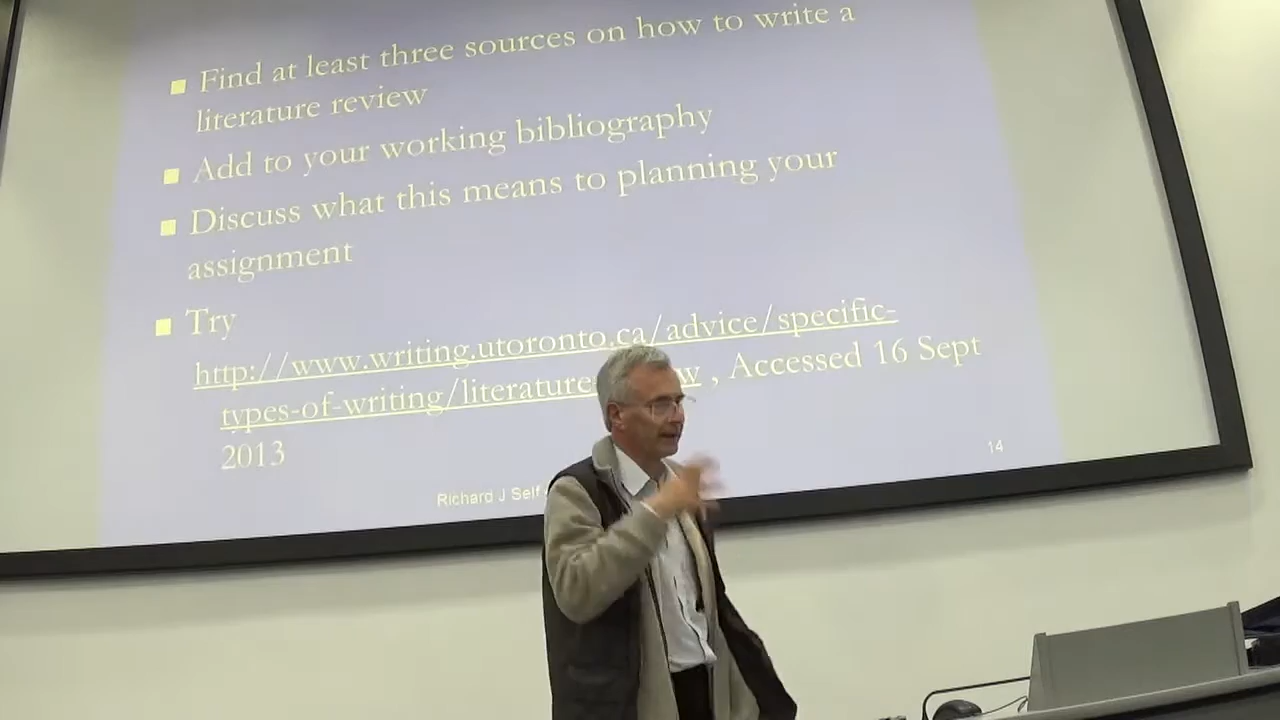 Find at least three sources on how to write a
literature review
Add to your working bibliography
Discuss what this means to planning your
assignment
Try
http://www.writing.utoronto.ca/advice/specific-
types-of-writing/literature w , Accessed 16 Sept
2013
Richard J Self
14